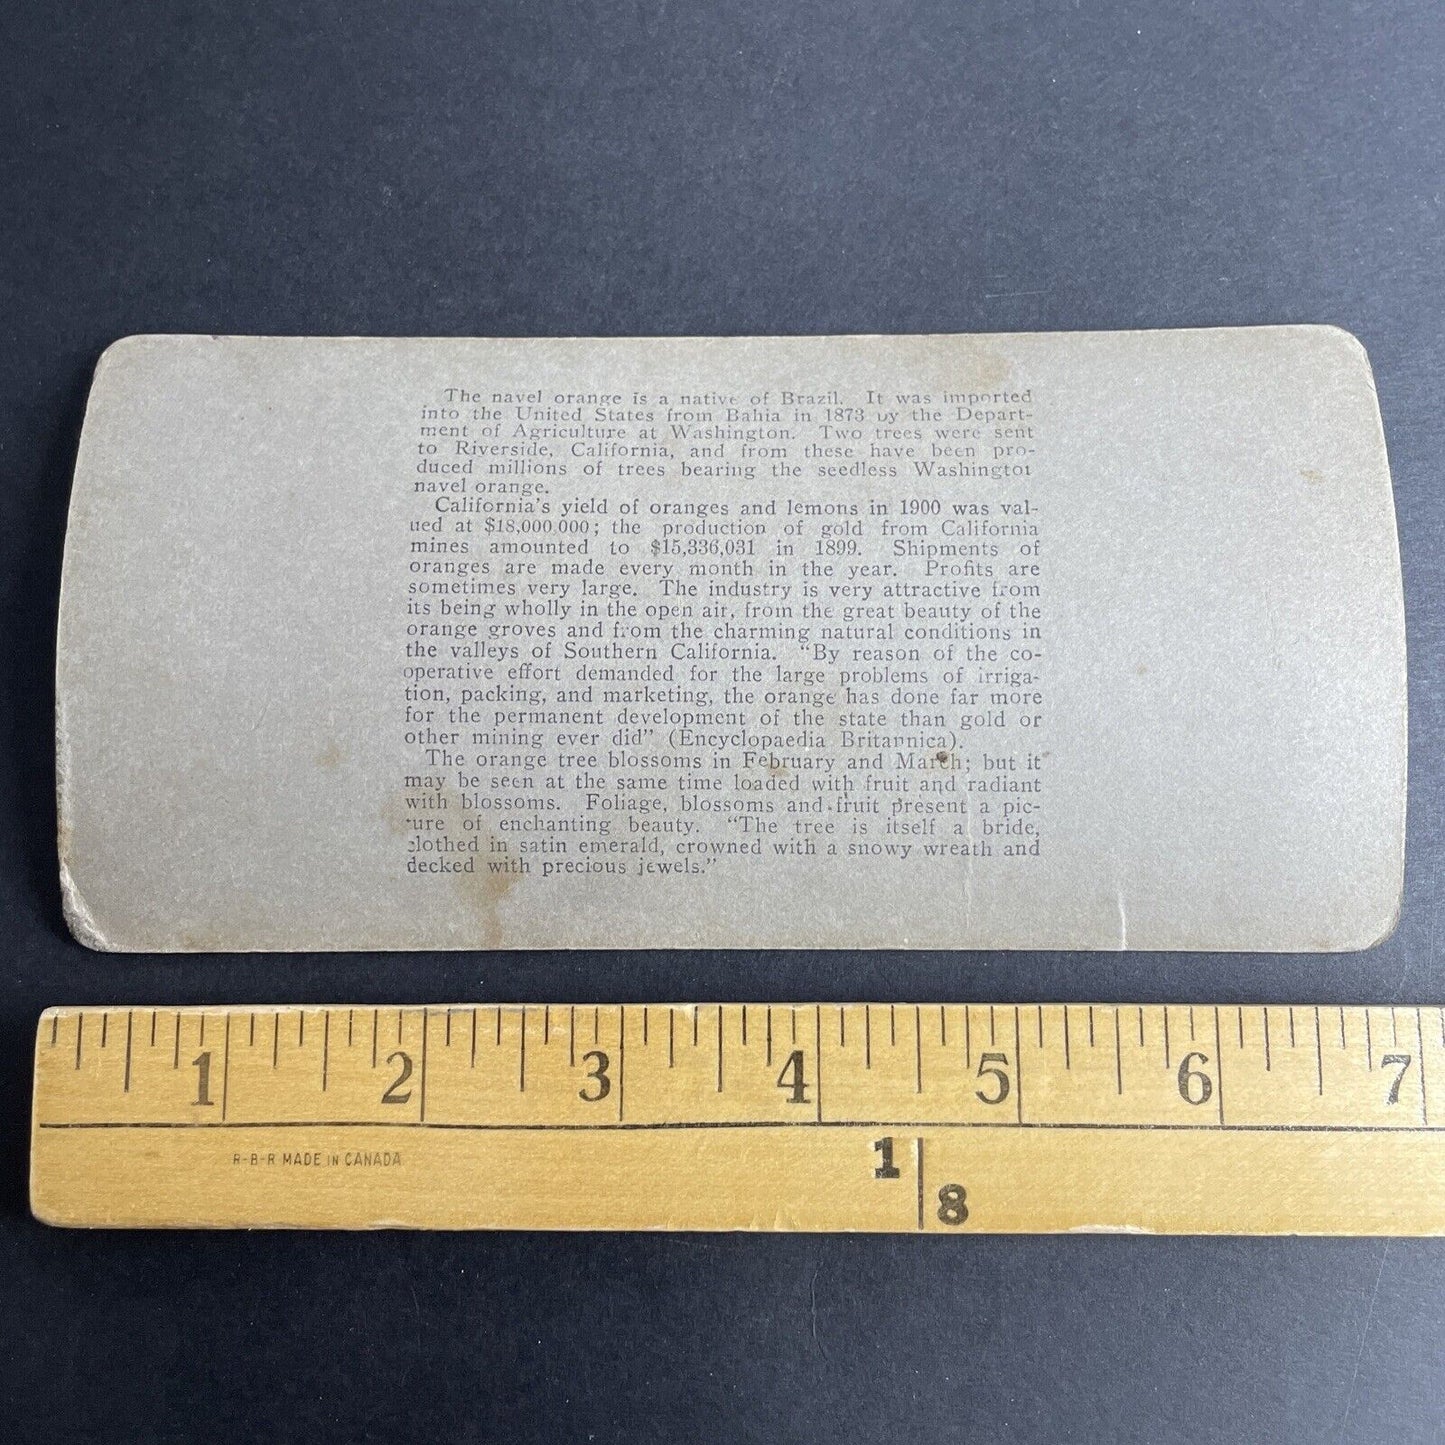 The navel orange is a native of Brazil. It was imported
into the United States from Bahia in 1873 by the Depart-
ment of Agriculture at Washington. Two trees were sent
to Riverside, California, and from these have been pro-
duced millions of trees bearing the seedless Washington
navel orange.
California's yield of oranges and lemons in 1900 was val-
ued at $18,000,000; the production of gold from California
mines amounted to $15,336,031 in 1899. Shipments of
oranges are made every month in the year. Profits are
sometimes very large. The industry is very attractive from
its being wholly in the open air, from the great beauty of the
orange groves and from the charming natural conditions in
the valleys of Southern California. "By reason of the co-
operative effort demanded for the large problems of irriga-
tion, packing, and marketing, the orange has done far more
for the permanent development of the state than gold or
other mining ever did" (Encyclopaedia Britannica).
The orange tree blossoms in February and March; but it
may be seen at the same time loaded with fruit and radiant
with blossoms. Foliage, blossoms and fruit present a pic-
ture of enchanting beauty. "The tree is itself a bride,
clothed in satin emerald, crowned with a snowy wreath and
decked with precious jewels."
1 2 3 4 5 6 7
R-B-R MADE IN CANADA
1
8